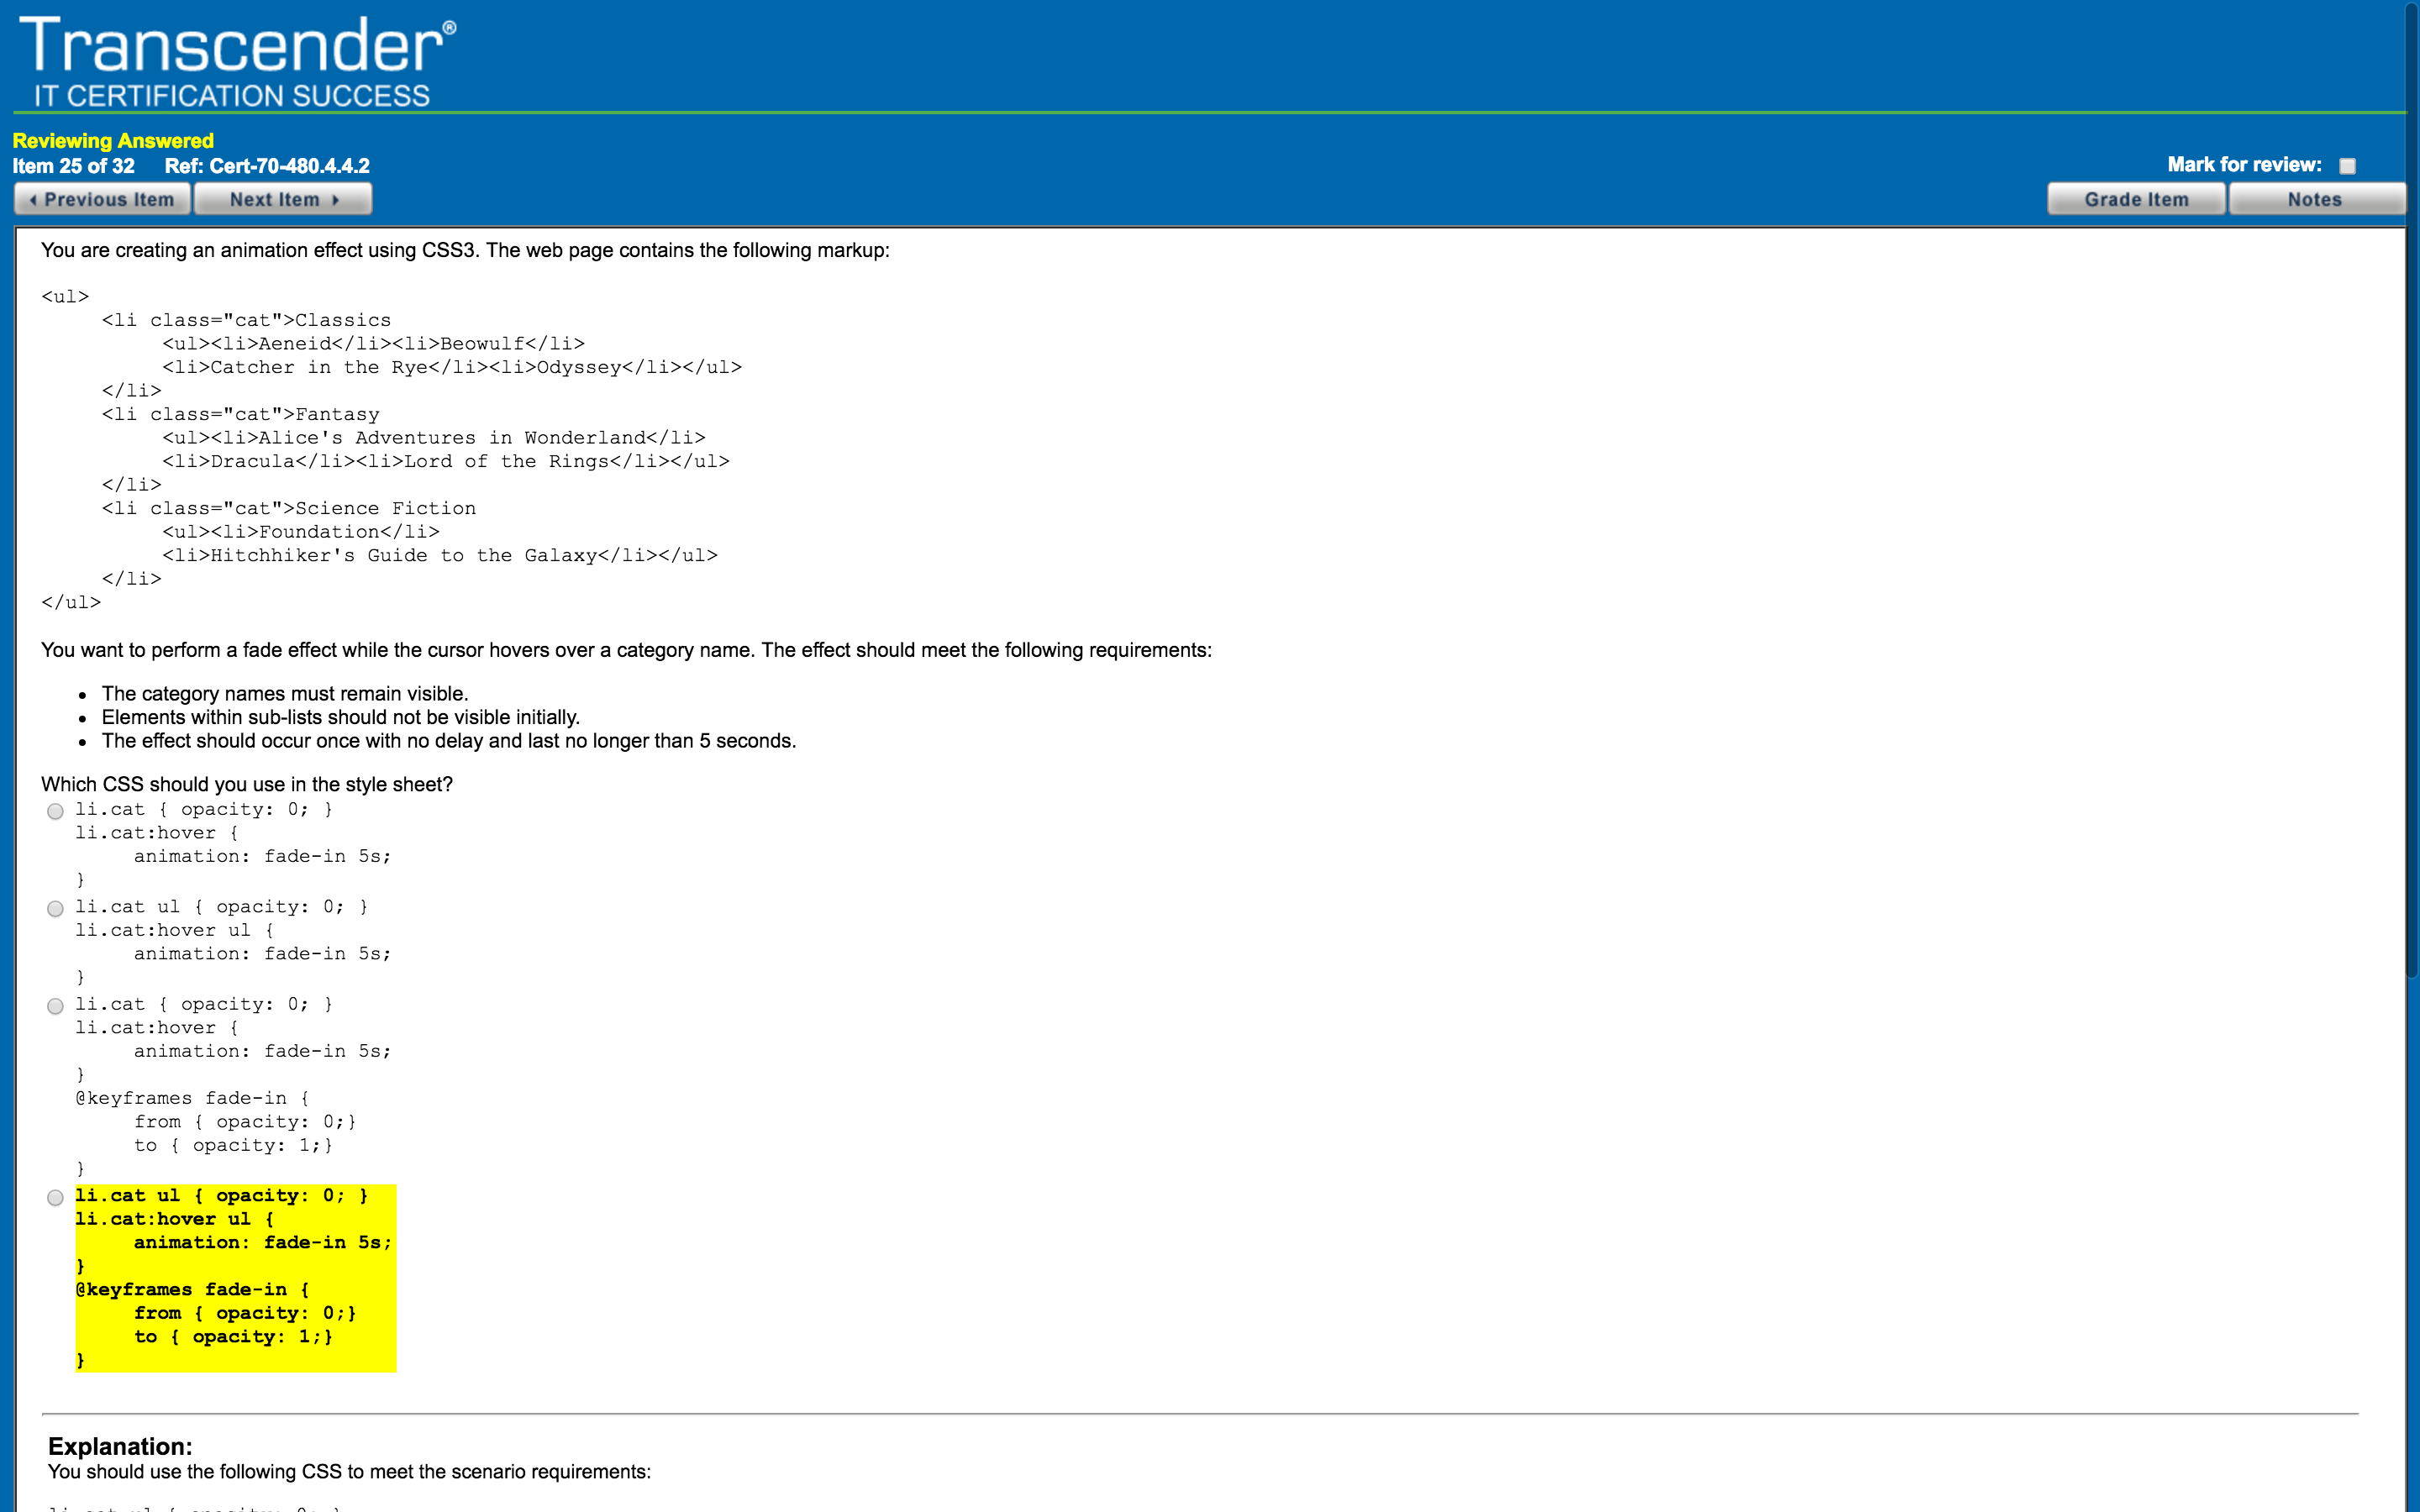 Transcender®
IT CERTIFICATION SUCCESS
Reviewing Answered
Item 25 of 32 Ref: Cert-70-480.4.4.2
Mark for review:
Previous Item Next Item Grade Item Notes
You are creating an animation effect using CSS3. The web page contains the following markup:
<ul>
<li class="cat">Classics
<ul><li>Aeneid</li><li>Beowulf</li>
<li>Catcher in the Rye</li><li>Odyssey</li></ul>
</li>
<li class="cat">Fantasy
<ul><li>Alice's Adventures in Wonderland</li>
<li>Dracula</li><li>Lord of the Rings</li></ul>
</li>
<li class="cat">Science Fiction
<ul><li>Foundation</li>
<li>Hitchhiker's Guide to the Galaxy</li></ul>
</li>
</ul>
You want to perform a fade effect while the cursor hovers over a category name. The effect should meet the following requirements:
• The category names must remain visible.
• Elements within sub-lists should not be visible initially.
• The effect should occur once with no delay and last no longer than 5 seconds.
Which CSS should you use in the style sheet?
li.cat { opacity: 0; }
li.cat:hover {
animation: fade-in 5s;
}
li.cat ul { opacity: 0; }
li.cat:hover ul {
animation: fade-in 5s;
}
li.cat { opacity: 0; }
li.cat:hover {
animation: fade-in 5s;
}
@keyframes fade-in {
from { opacity: 0;}
to { opacity: 1;}
}
li.cat ul { opacity: 0; }
li.cat:hover ul {
animation: fade-in 5s;
}
@keyframes fade-in {
from { opacity: 0;}
to { opacity: 1;}
}
Explanation:
You should use the following CSS to meet the scenario requirements: